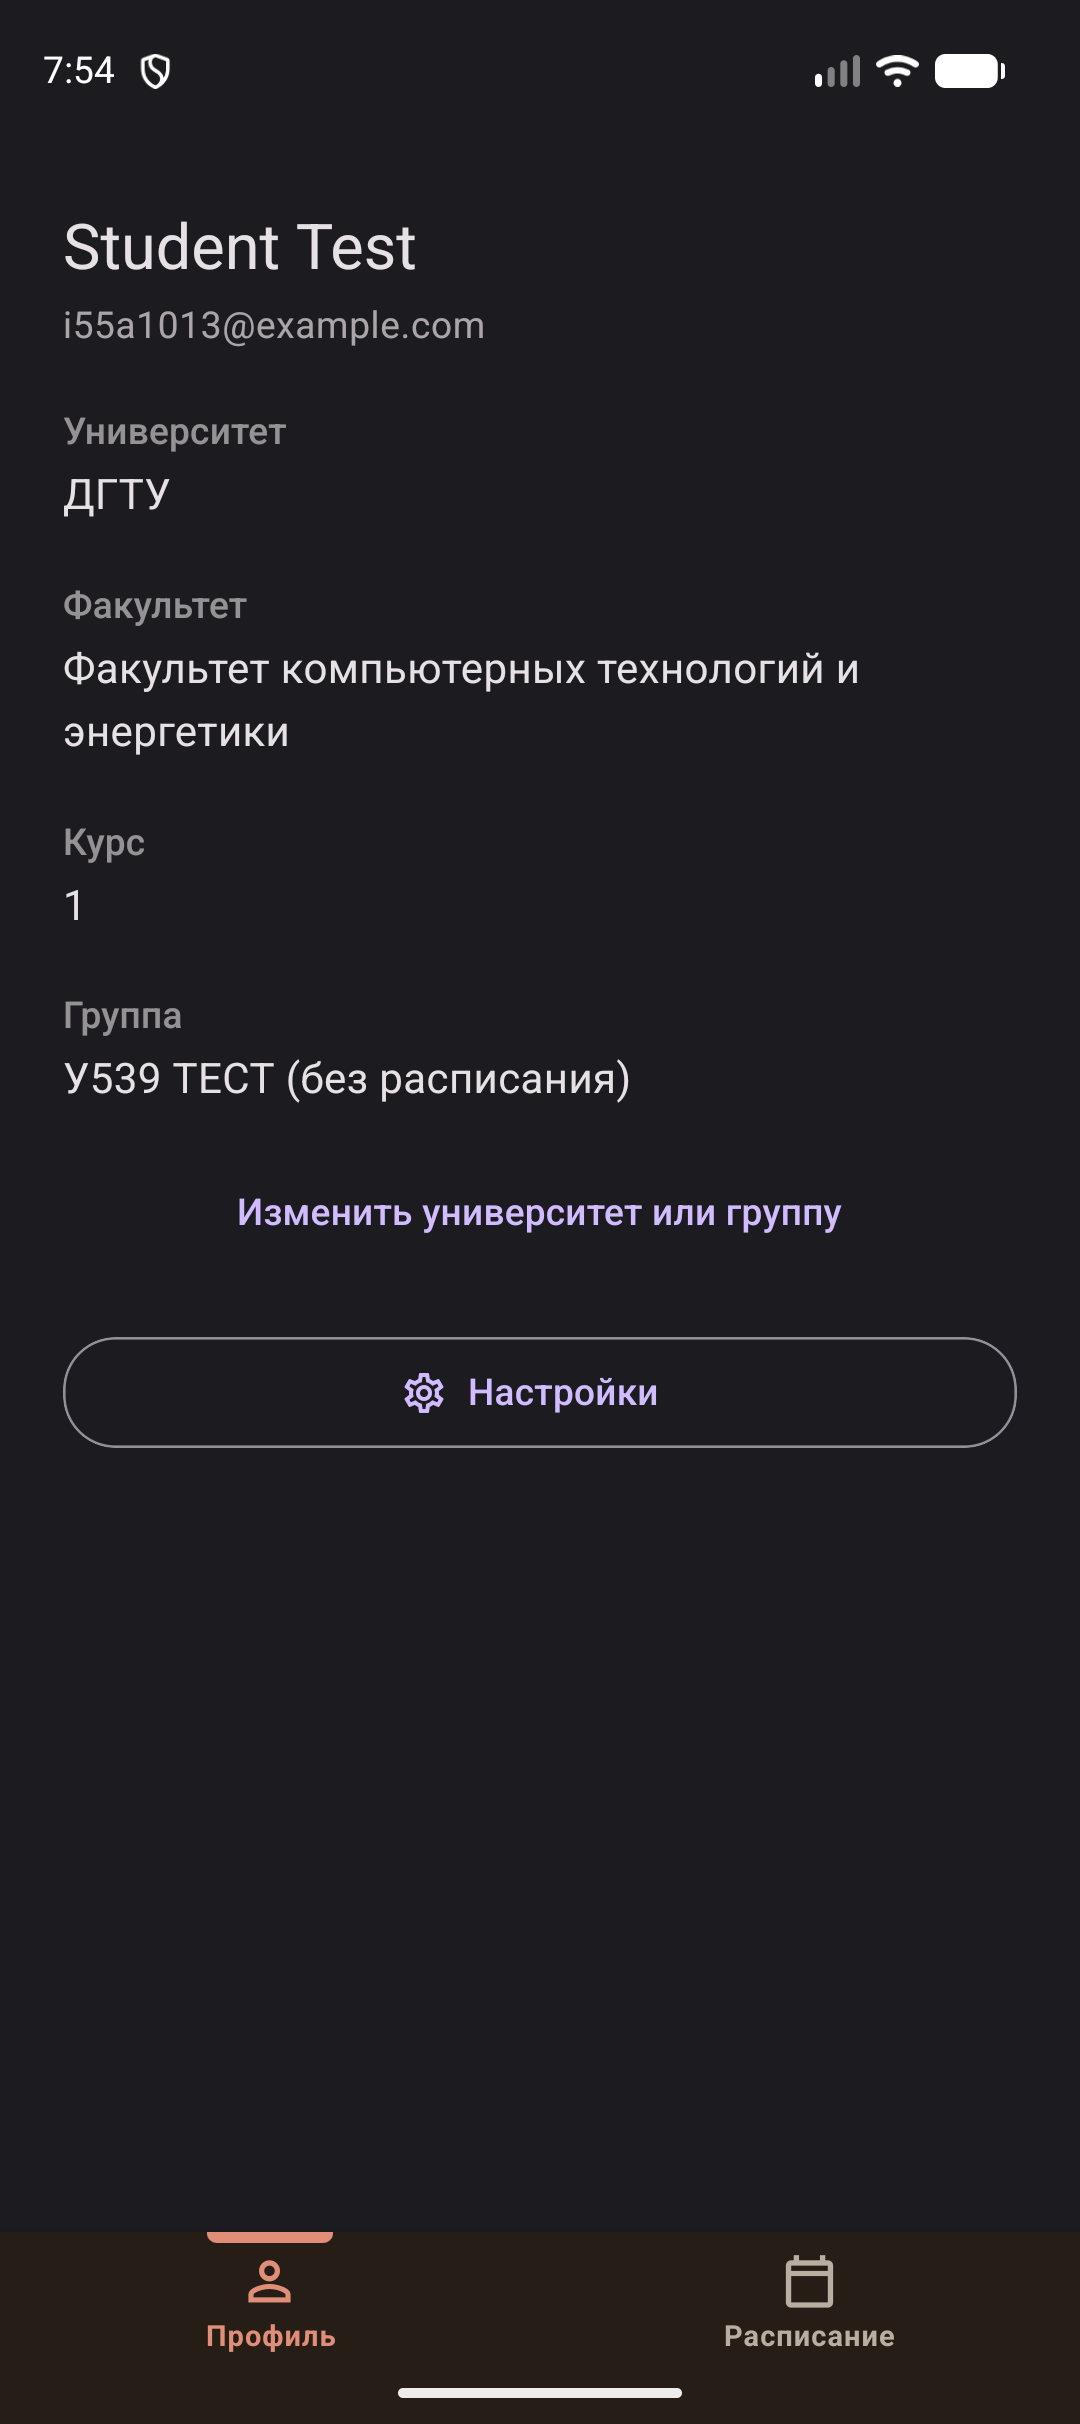 7:54
Student Test
i55a1013@example.com
Университет
ДГТУ
Факультет
Факультет компьютерных технологий и
энергетики
Курс
1
Группа
У539 ТЕСТ (без расписания)
Изменить университет или группу
Настройки
Профиль
Расписание